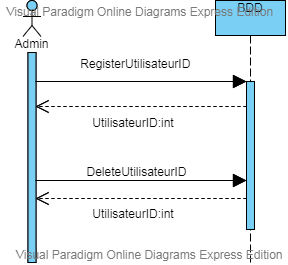 Visual Paradigm Online Diagrams Express Edition
BDD
Admin
RegisterUtilisateurID
UtilisateurID:int
DeleteUtilisateurID
UtilisateurID:int
Visual Paradigm Online Diagrams Express Edition